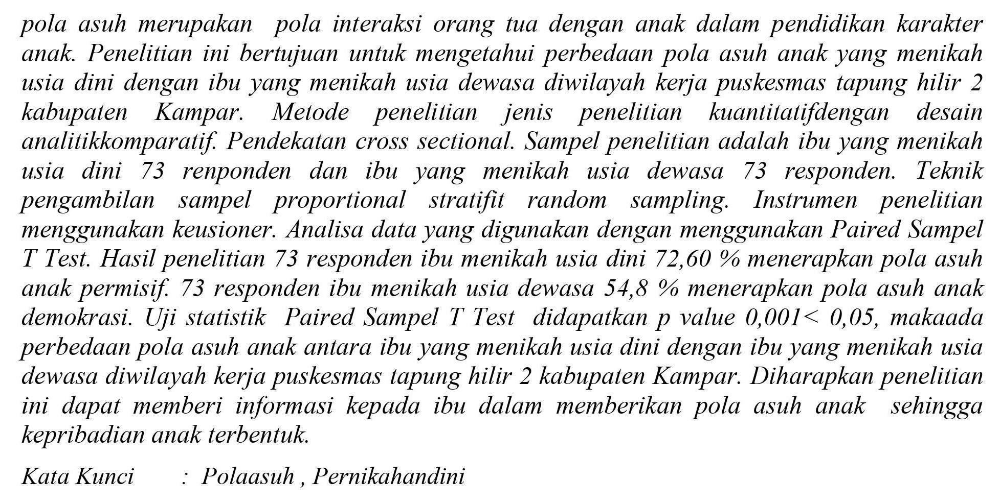 pola asuh merupakan pola interaksi orang tua dengan anak dalam pendidikan karakter
anak. Penelitian ini bertujuan untuk mengetahui perbedaan pola asuh anak yang menikah
usia dini dengan ibu yang menikah usia dewasa diwilayah kerja puskesmas tapung hilir 2
kabupaten Kampar. Metode penelitian jenis penelitian kuantitatifdengan desain
analitikkomparatif. Pendekatan cross sectional. Sampel penelitian adalah ibu yang menikah
usia dini 73 renponden dan ibu yang menikah usia dewasa 73 responden. Teknik
pengambilan sampel proportional stratifit random sampling. Instrumen penelitian
menggunakan keusioner. Analisa data yang digunakan dengan menggunakan Paired Sampel
T Test. Hasil penelitian 73 responden ibu menikah usia dini 72,60 % menerapkan pola asuh
anak permisif. 73 responden ibu menikah usia dewasa 54,8 % menerapkan pola asuh anak
demokrasi. Uji statistik Paired Sampel T Test didapatkan p value 0,001< 0,05, makaada
perbedaan pola asuh anak antara ibu yang menikah usia dini dengan ibu yang menikah usia
dewasa diwilayah kerja puskesmas tapung hilir 2 kabupaten Kampar. Diharapkan penelitian
ini dapat memberi informasi kepada ibu dalam memberikan pola asuh anak sehingga
kepribadian anak terbentuk.
Kata Kunci : Polaasuh , Pernikahandini